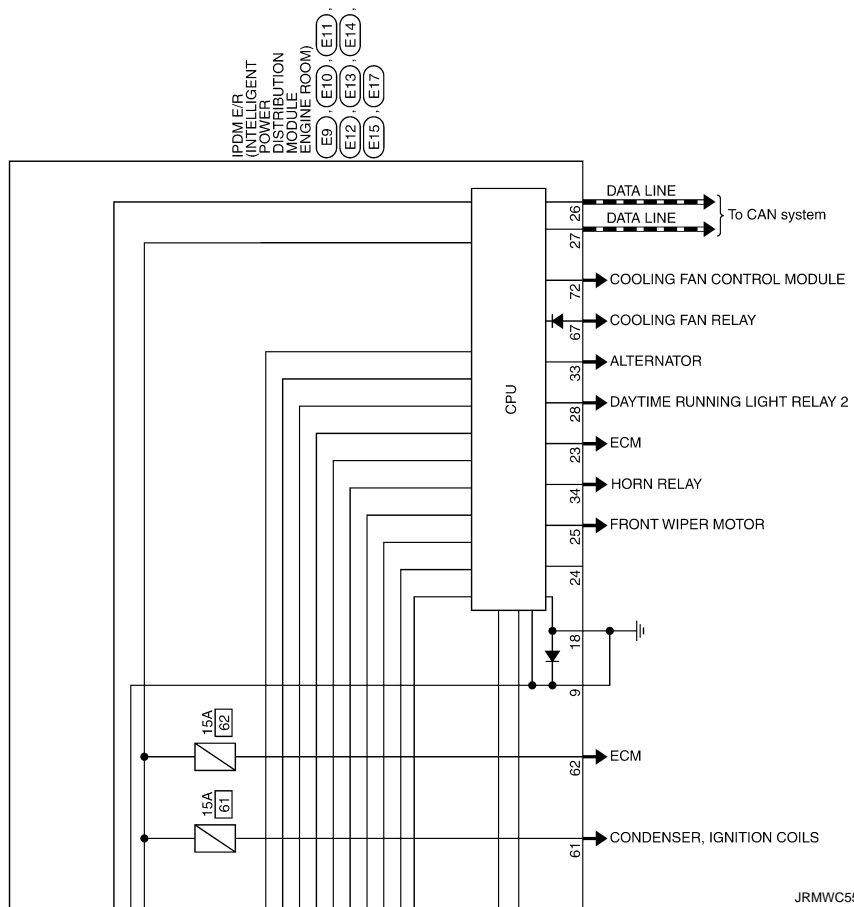 IPDM E/R
(INTELLIGENT
POWER
DISTRIBUTION
MODULE
ENGINE ROOM)
E9 , E10 , E11 ,
E12 , E13 , E14 ,
E15 , E17
CPU
26 DATA LINE
27 DATA LINE
To CAN system
72 COOLING FAN CONTROL MODULE
67 COOLING FAN RELAY
33 ALTERNATOR
28 DAYTIME RUNNING LIGHT RELAY 2
23 ECM
34 HORN RELAY
25 FRONT WIPER MOTOR
24
18
9
15A 62
62 ECM
15A 61
61 CONDENSER, IGNITION COILS
JRMWC55